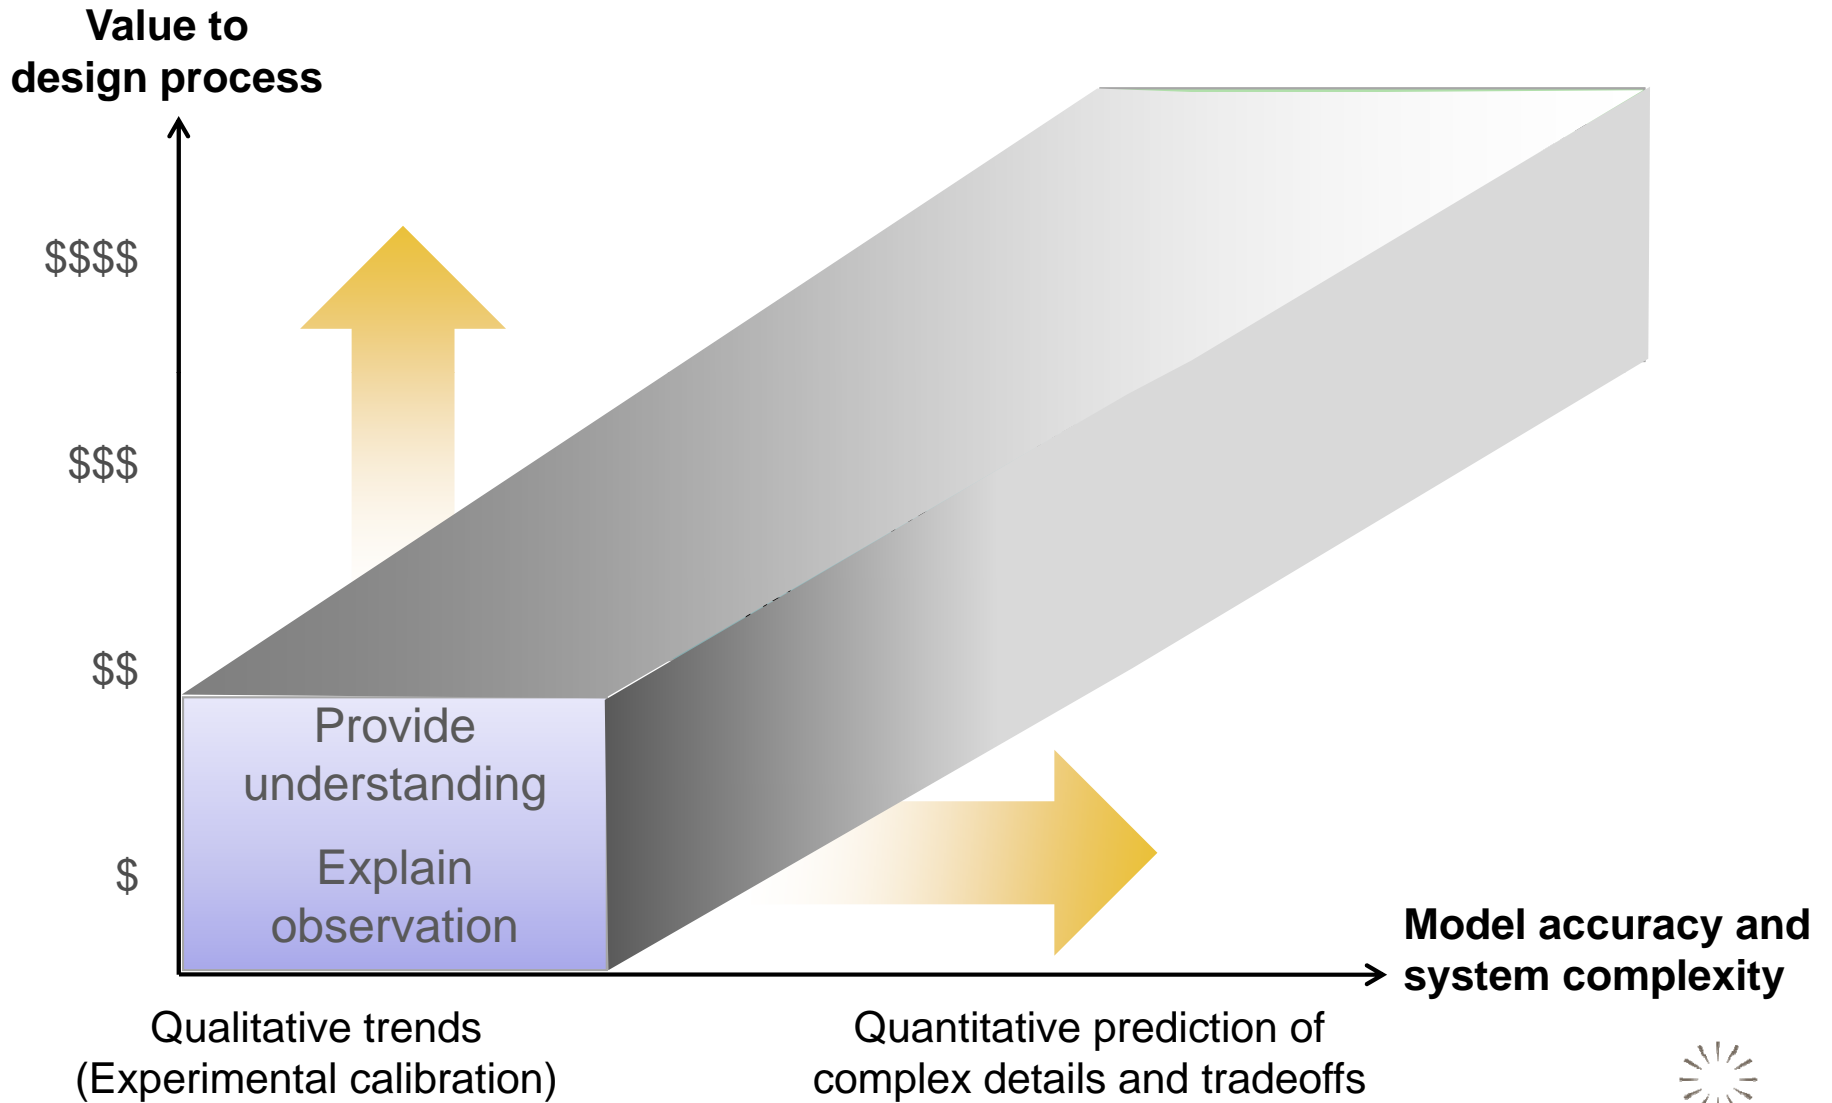 Value to
design process
$$$$
$$$
$$
$
Provide
understanding
Explain
observation
Model accuracy and
system complexity
Qualitative trends
(Experimental calibration)
Quantitative prediction of
complex details and tradeoffs